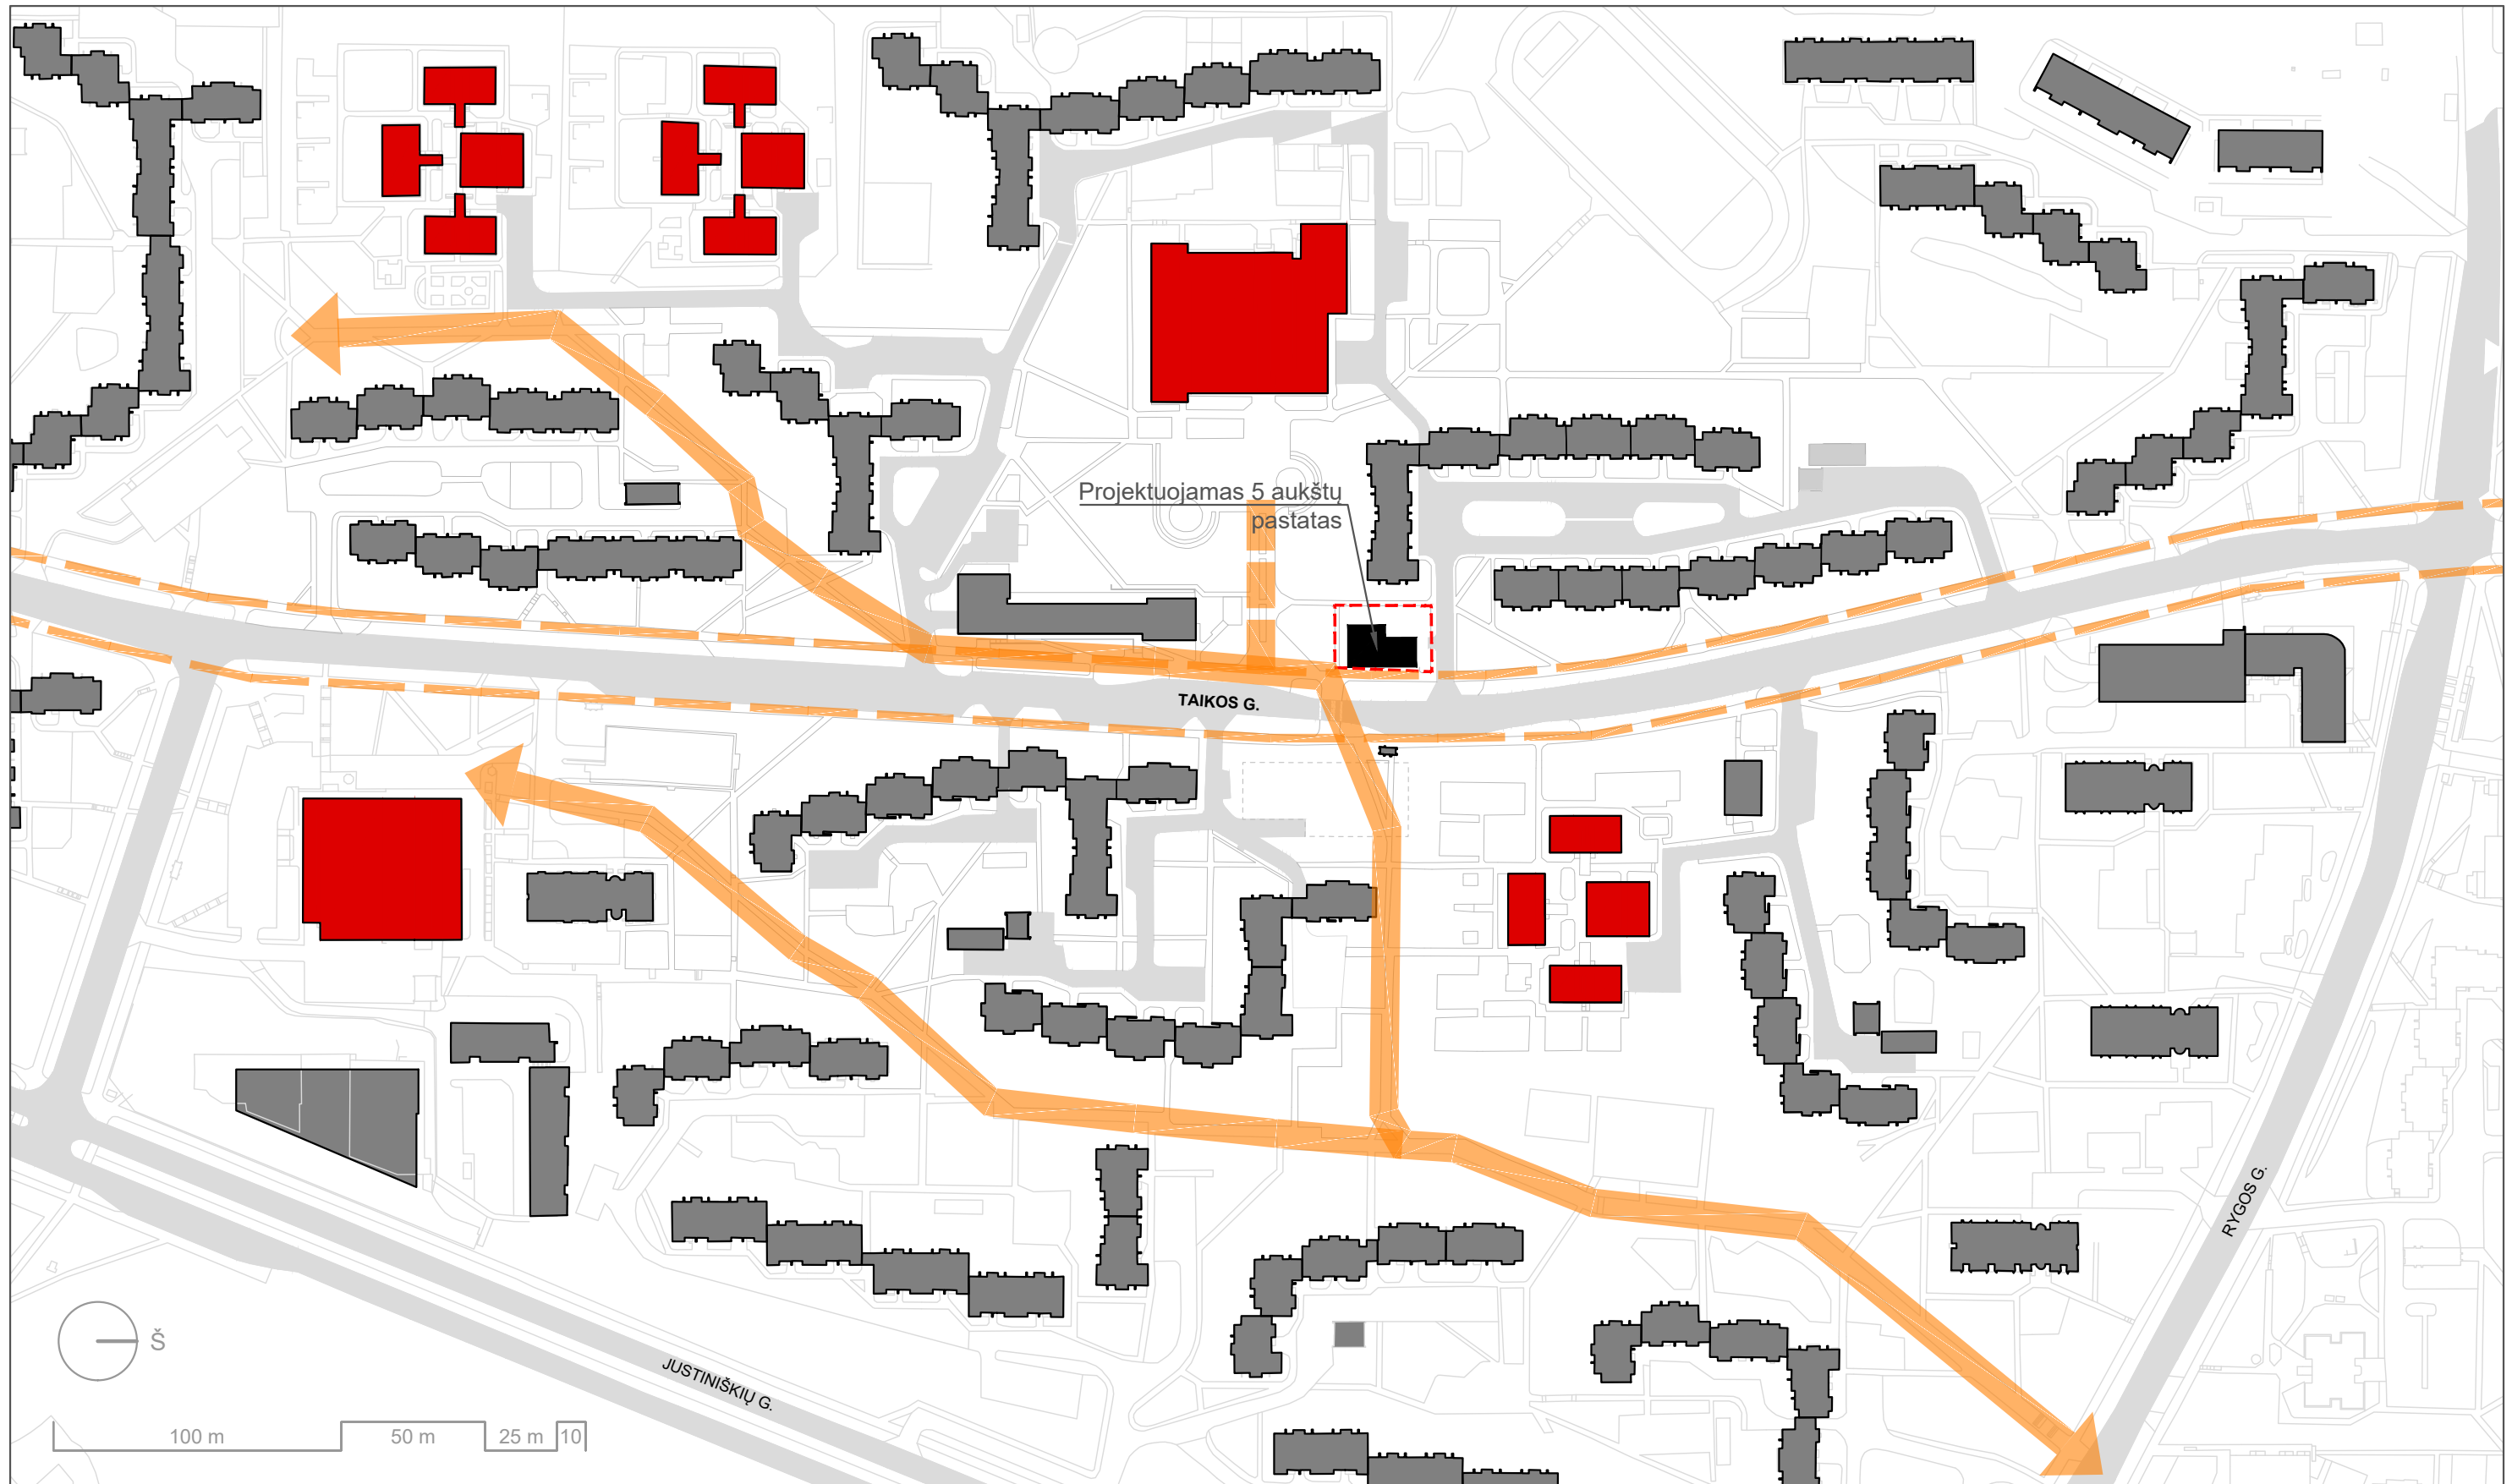 Projektuojamas 5 aukštų
pastatas
TAIKOS G.
RYGOS G.
JUSTINIŠKIŲ G.
Š
100 m
50 m
25 m
10